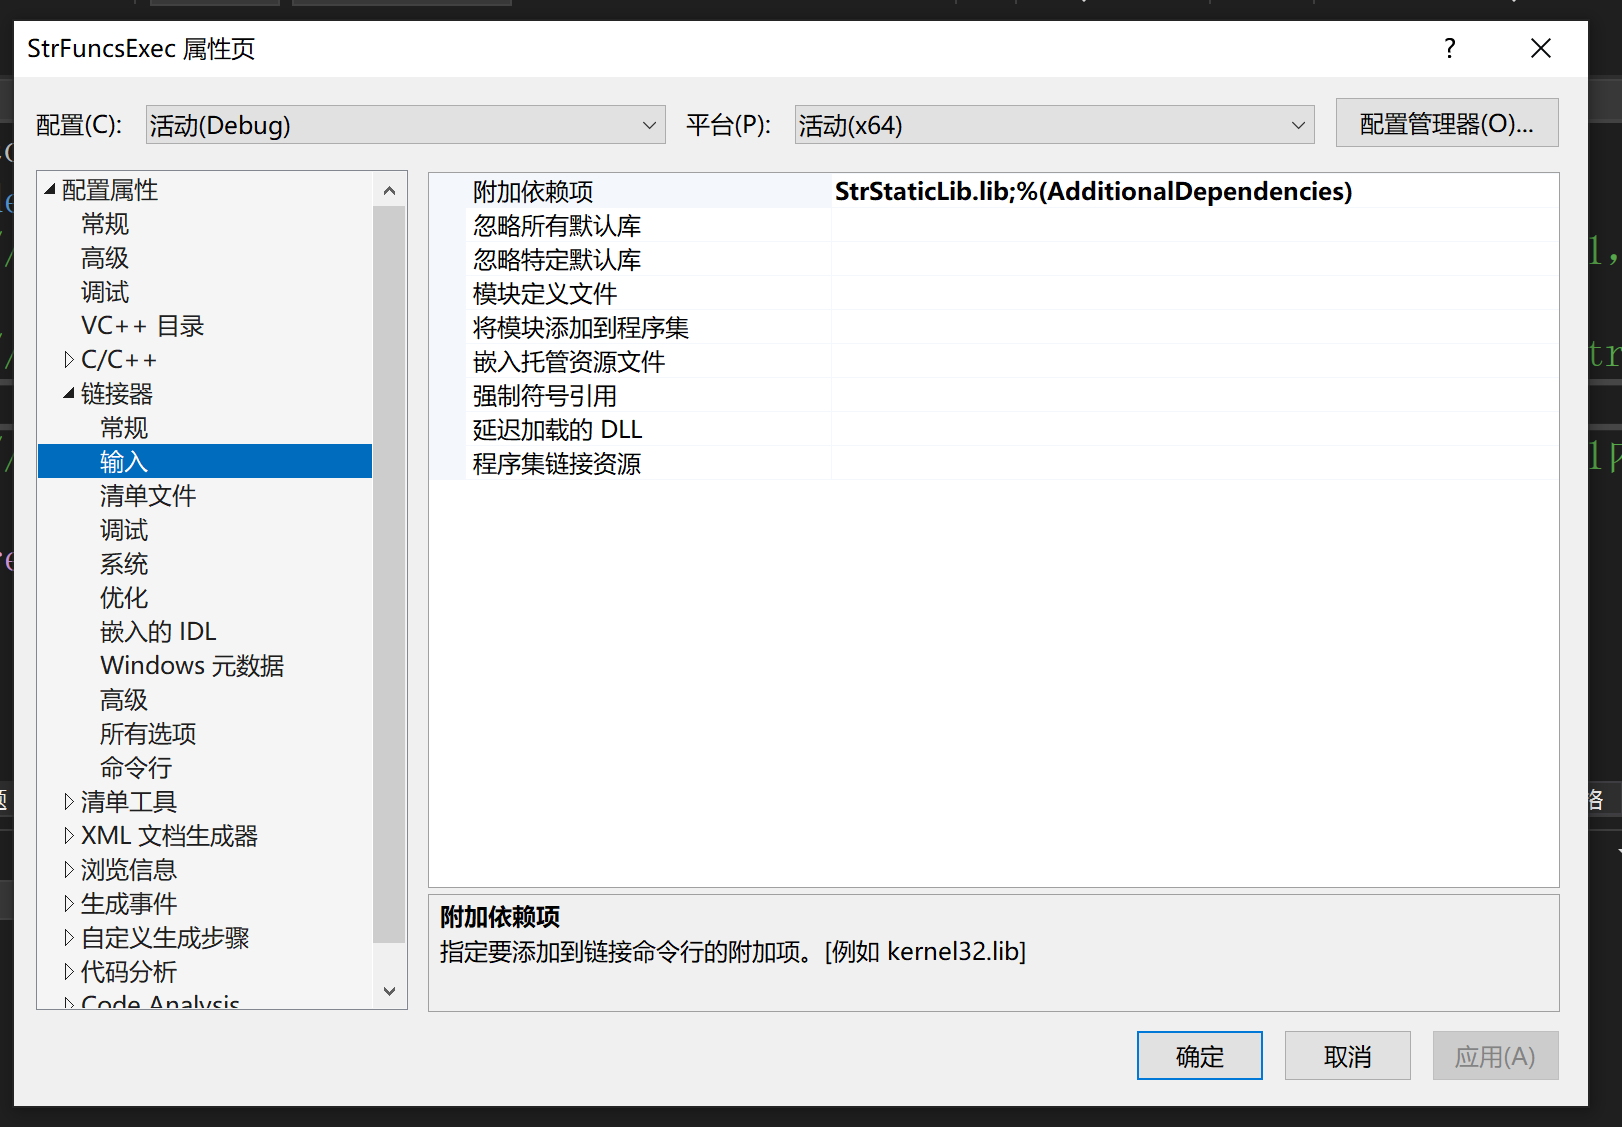 StrFuncsExec 属性页
?
配置(C):
活动(Debug)
平台(P):
活动(x64)
配置管理器(O)...
配置属性
常规
高级
调试
VC++ 目录
C/C++
链接器
常规
输入
清单文件
调试
系统
优化
嵌入的 IDL
Windows 元数据
高级
所有选项
命令行
清单工具
XML 文档生成器
浏览信息
生成事件
自定义生成步骤
代码分析
Code Analysis
附加依赖项 StrStaticLib.lib;%(AdditionalDependencies)
忽略所有默认库
忽略特定默认库
模块定义文件
将模块添加到程序集
嵌入托管资源文件
强制符号引用
延迟加载的 DLL
程序集链接资源
附加依赖项
指定要添加到链接命令行的附加项。[例如 kernel32.lib]
确定
取消
应用(A)